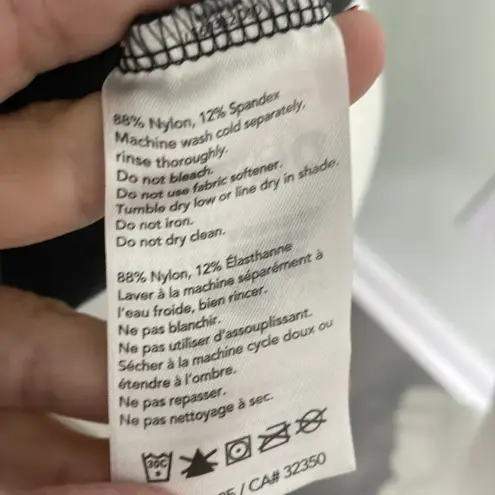 88% Nylon, 12% Spandex
Machine wash cold separately,
rinse thoroughly.
Do not bleach.
Do not use fabric softener.
Tumble dry low or line dry in shade.
Do not iron.
Do not dry clean.
88% Nylon, 12% Élasthanne
Laver à la machine séparément à
l'eau froide, bien rincer.
Ne pas blanchir.
Ne pas utiliser d'assouplissant.
Sécher à la machine cycle doux ou
étendre à l'ombre.
Ne pas repasser.
Ne pas nettoyage à sec.
30C
/ CA# 32350